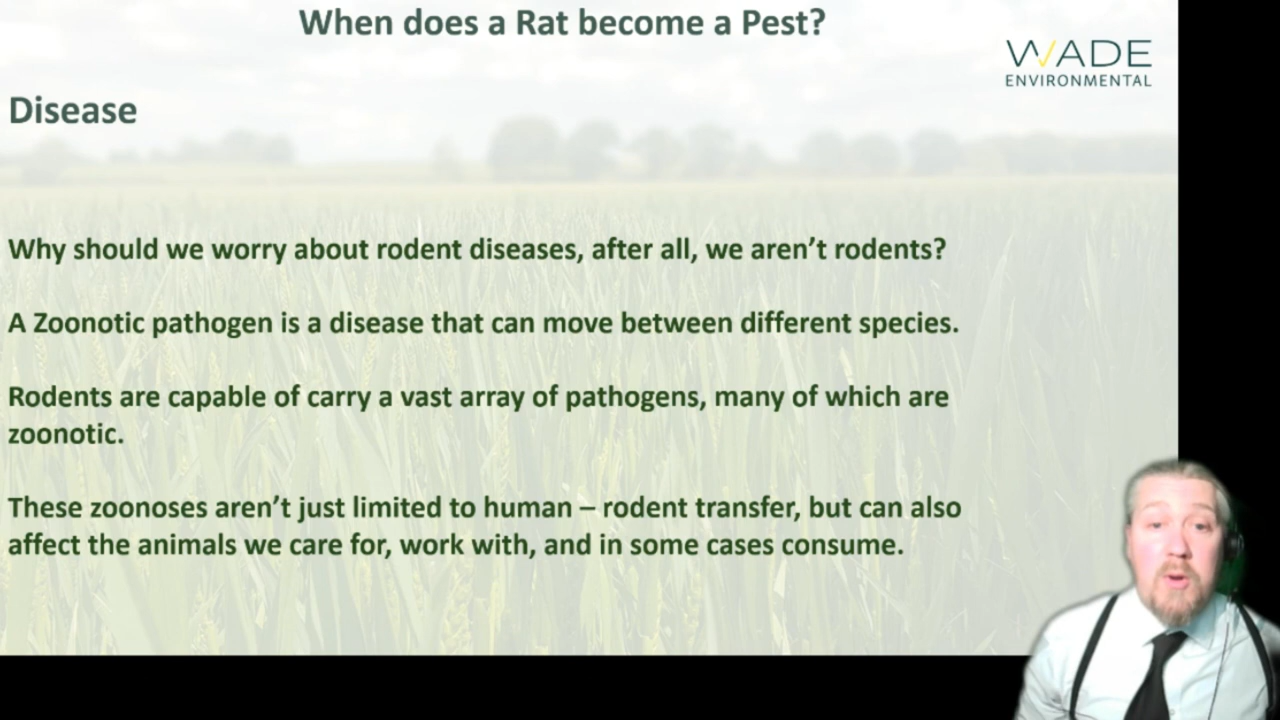 When does a Rat become a Pest?
WADE
ENVIRONMENTAL
Disease
Why should we worry about rodent diseases, after all, we aren’t rodents?
A Zoonotic pathogen is a disease that can move between different species.
Rodents are capable of carry a vast array of pathogens, many of which are
zoonotic.
These zoonoses aren’t just limited to human – rodent transfer, but can also
affect the animals we care for, work with, and in some cases consume.